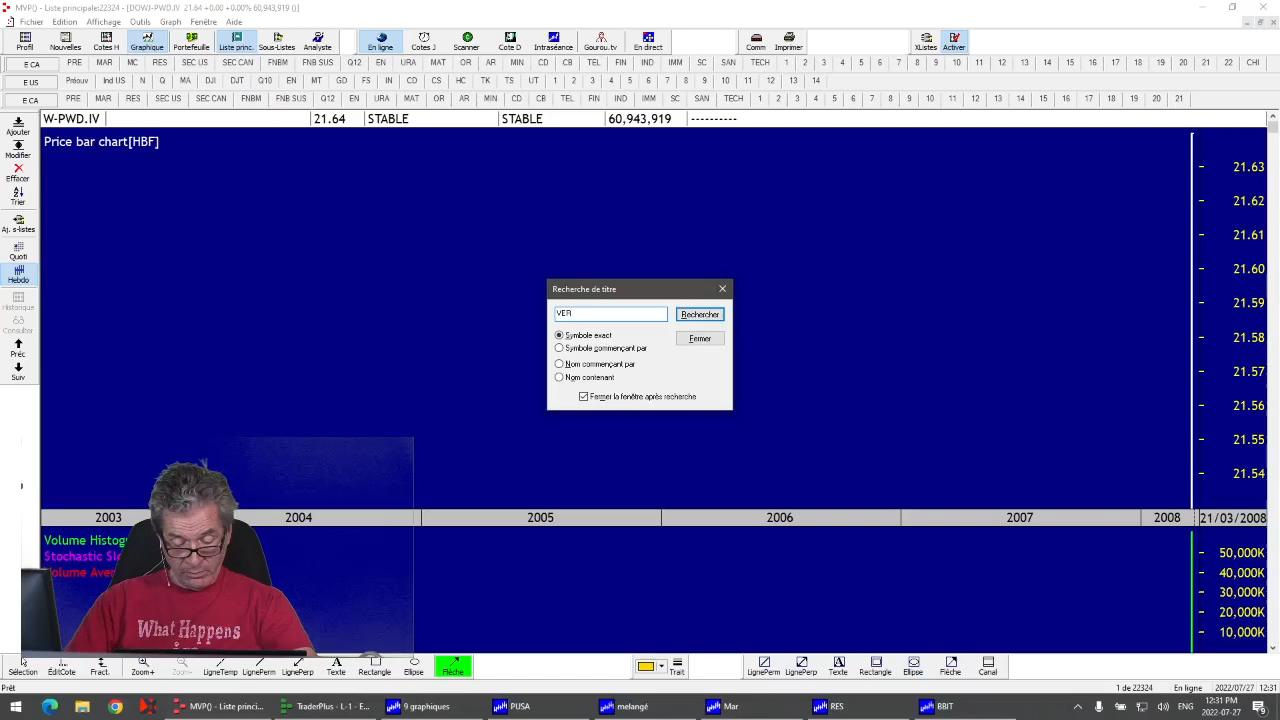 MVP() - Liste principale:22324 - [DOWJ-PWD.IV 21.64 +0.00 +0.00% 60,943,919 ()]
Fichier Edition Affichage Outils Graph Fenêtre Aide
Profil Nouvelles Cotes H Graphique Portefeuille Liste princ. Sous-Listes Analyste En ligne Cotes J Scanner Cote D Intraséance Gourou.tv En direct Comm Imprimer XListes Activer
E CA PRE MAR MC RES SEC US SEC CAN FNBM FNB SUS Q12 EN URA MAT OR AR MIN CD CB TEL FIN IND IMM SC SAN TECH 1 2 3 4 5 6 7 8 9 10 11 12 13 14 15 16 17 18 19 20 21 22 CHI
E US Préouv Ind US N Q MA DJI DJT Q10 EN MT GD FS IN CD CS HC TK TS UT 1 2 3 4 5 6 7 8 9 10 11 12 13 14
E CA PRE MAR RES SEC US SEC CAN FNBM FNB SUS Q12 EN URA MAT OR AR MIN CD CB TEL FIN IND IMM SC SAN TECH 1 2 3 4 5 6 7 8 9 10 11 12 13 14 15 16 17 18 19 20 21
W-PWD.IV 21.64 STABLE STABLE 60,943,919 ----------
Ajouter
Modifier
Effacer
Trier
Aj. s-listes
Quoti
Hebdo
Historique
Consulter
Préc
Suiv
Price bar chart[HBF]
21.63
21.62
21.61
21.60
21.59
21.58
21.57
21.56
21.55
21.54
Recherche de titre
VER Rechercher
Symbole exact Fermer
Symbole commençant par
Nom commençant par
Nom contenant
Fermer la fenêtre après recherche
2003 2004 2005 2006 2007 2008 21/03/2008
Volume Histog
Stochastic Sl
olume Aver
50,000K
40,000K
30,000K
20,000K
10,000K
What Happens
Sélection ÉditCote Fract. Zoom+ Zoom- LigneTemp LignePerm Texte Rectangle Ellipse Flèche Trait LignePerm LignePerp Texte Rectangle Ellipse Flèche Canal
Prêt 1 de 22324 En ligne 2022/07/27 12:31
MVP() - Liste princi... TraderPlus - L-1 - E... 9 graphiques PUSA melangé Mar RES BBIT ENG 12:31 PM
2022-07-27